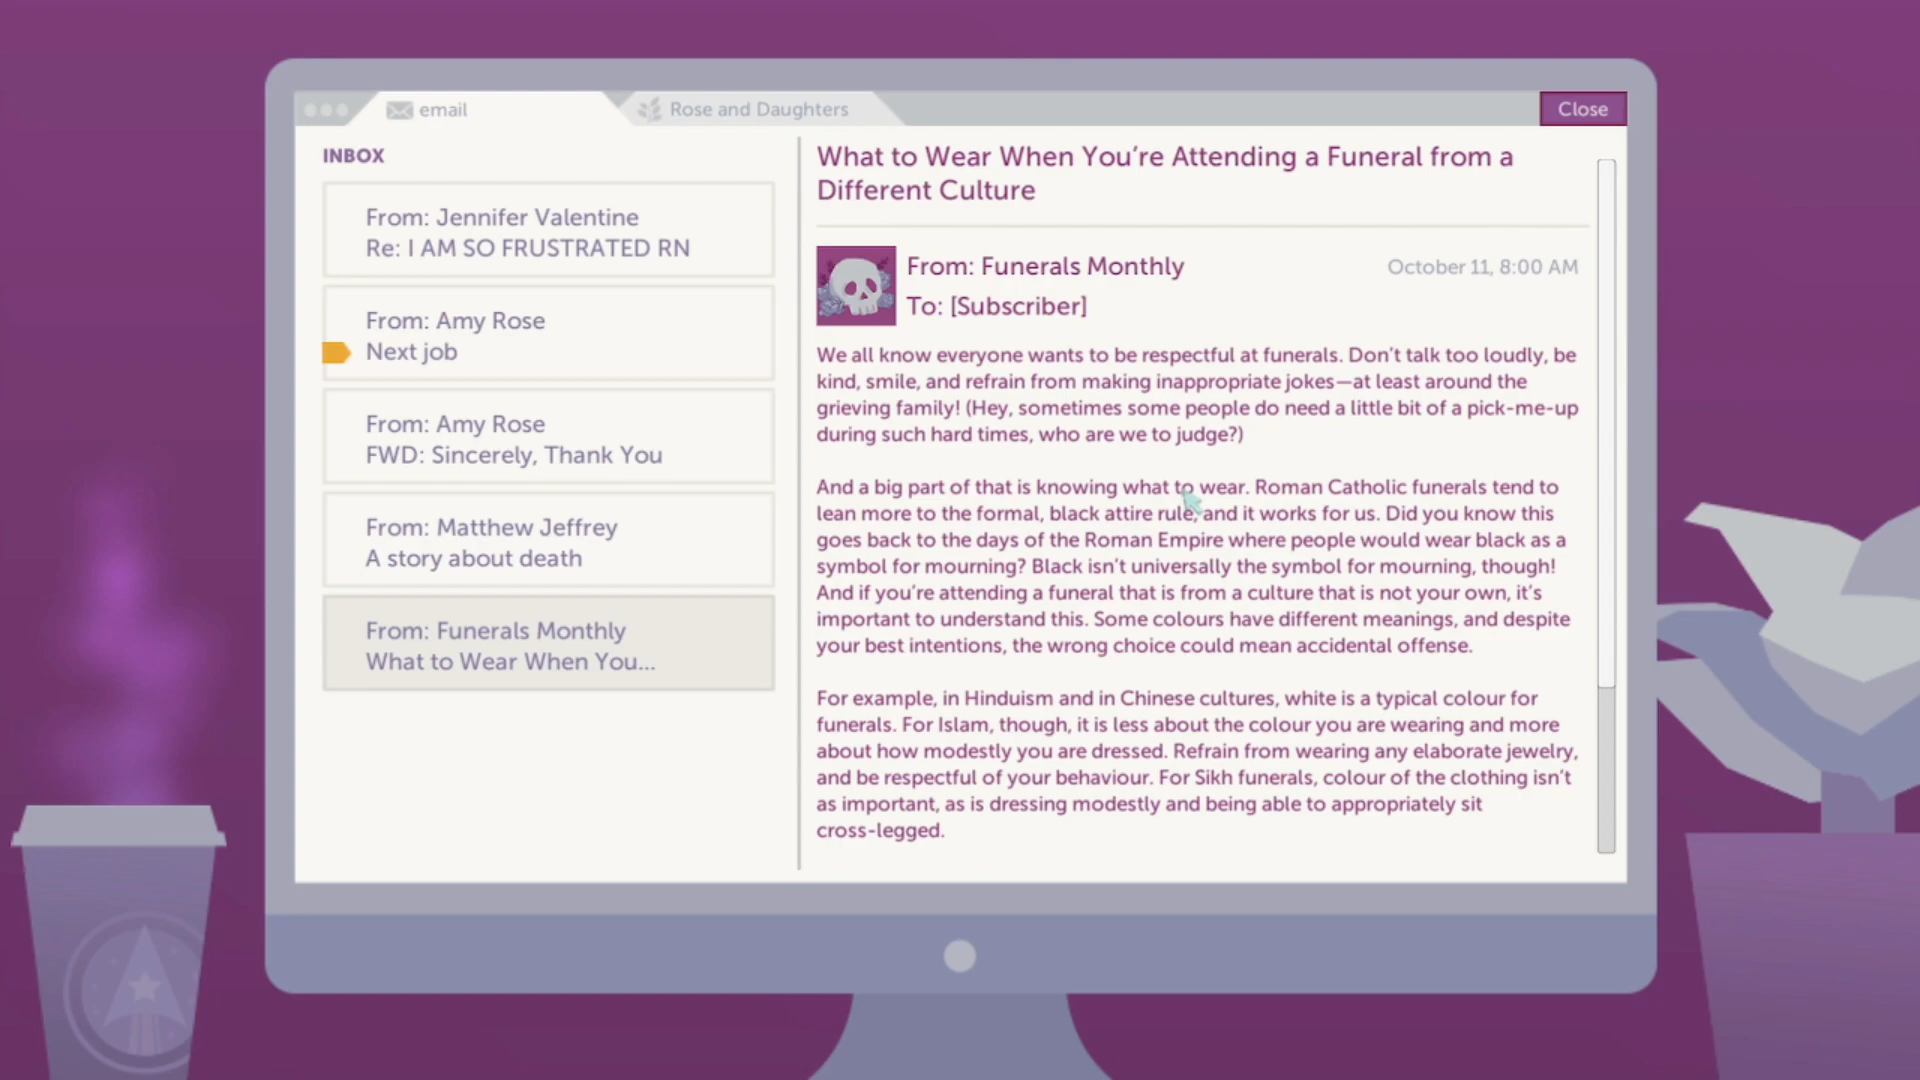 email
Rose and Daughters
Close
INBOX
From: Jennifer Valentine
Re: I AM SO FRUSTRATED RN
From: Amy Rose
Next job
From: Amy Rose
FWD: Sincerely, Thank You
From: Matthew Jeffrey
A story about death
From: Funerals Monthly
What to Wear When You...
What to Wear When You're Attending a Funeral from a
Different Culture
From: Funerals Monthly
October 11, 8:00 AM
To: [Subscriber]
We all know everyone wants to be respectful at funerals. Don't talk too loudly, be
kind, smile, and refrain from making inappropriate jokes—at least around the
grieving family! (Hey, sometimes some people do need a little bit of a pick-me-up
during such hard times, who are we to judge?)
And a big part of that is knowing what to wear. Roman Catholic funerals tend to
lean more to the formal, black attire rule, and it works for us. Did you know this
goes back to the days of the Roman Empire where people would wear black as a
symbol for mourning? Black isn't universally the symbol for mourning, though!
And if you're attending a funeral that is from a culture that is not your own, it's
important to understand this. Some colours have different meanings, and despite
your best intentions, the wrong choice could mean accidental offense.
For example, in Hinduism and in Chinese cultures, white is a typical colour for
funerals. For Islam, though, it is less about the colour you are wearing and more
about how modestly you are dressed. Refrain from wearing any elaborate jewelry,
and be respectful of your behaviour. For Sikh funerals, colour of the clothing isn't
as important, as is dressing modestly and being able to appropriately sit
cross-legged.